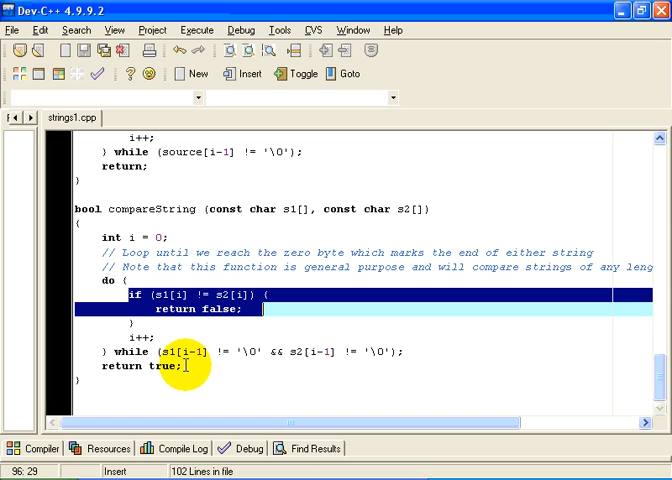 Dev-C++ 4.9.9.2
File Edit Search View Project Execute Debug Tools CVS Window Help
New Insert Toggle Goto
strings1.cpp
i++;
} while (source[i-1] != '\0');
return;
}
bool compareString (const char s1[], const char s2[])
{
int i = 0;
// Loop until we reach the zero byte which marks the end of either string
// Note that this function is general purpose and will compare strings of any leng
do {
if (s1[i] != s2[i]) {
return false;
}
i++;
} while (s1[i-1] != '\0' && s2[i-1] != '\0');
return true;
}
Compiler Resources Compile Log Debug Find Results
96: 29 Insert 102 Lines in file